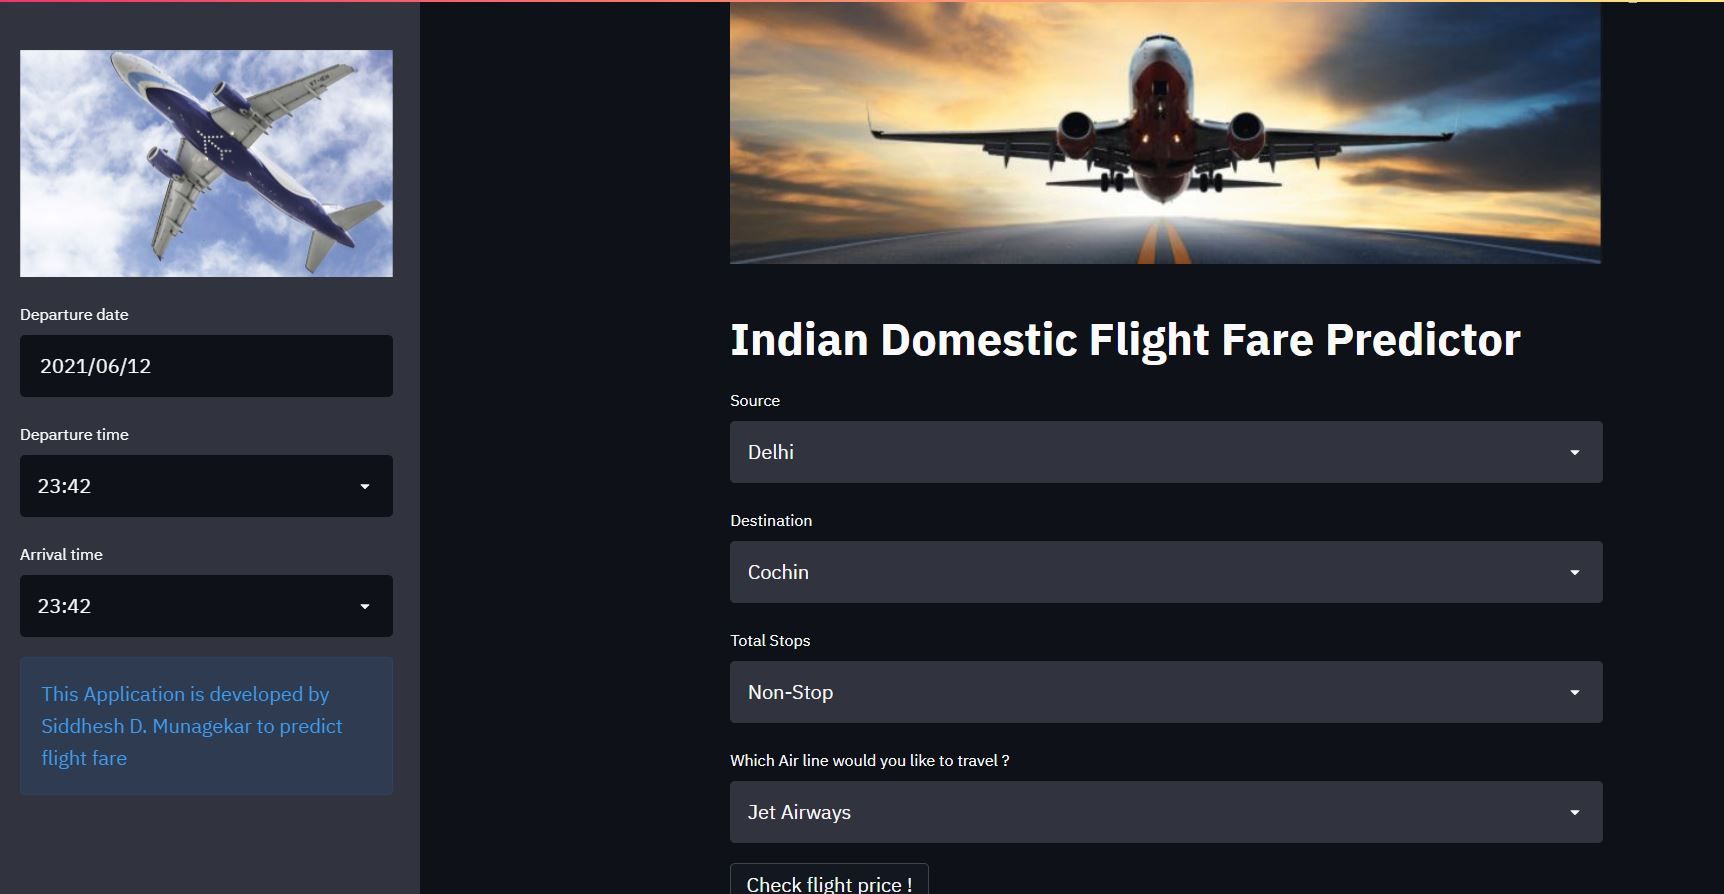 Departure date
2021/06/12
Departure time
23:42
Arrival time
23:42
This Application is developed by
Siddhesh D. Munagekar to predict
flight fare
Indian Domestic Flight Fare Predictor
Source
Delhi
Destination
Cochin
Total Stops
Non-Stop
Which Air line would you like to travel ?
Jet Airways
Check flight price !